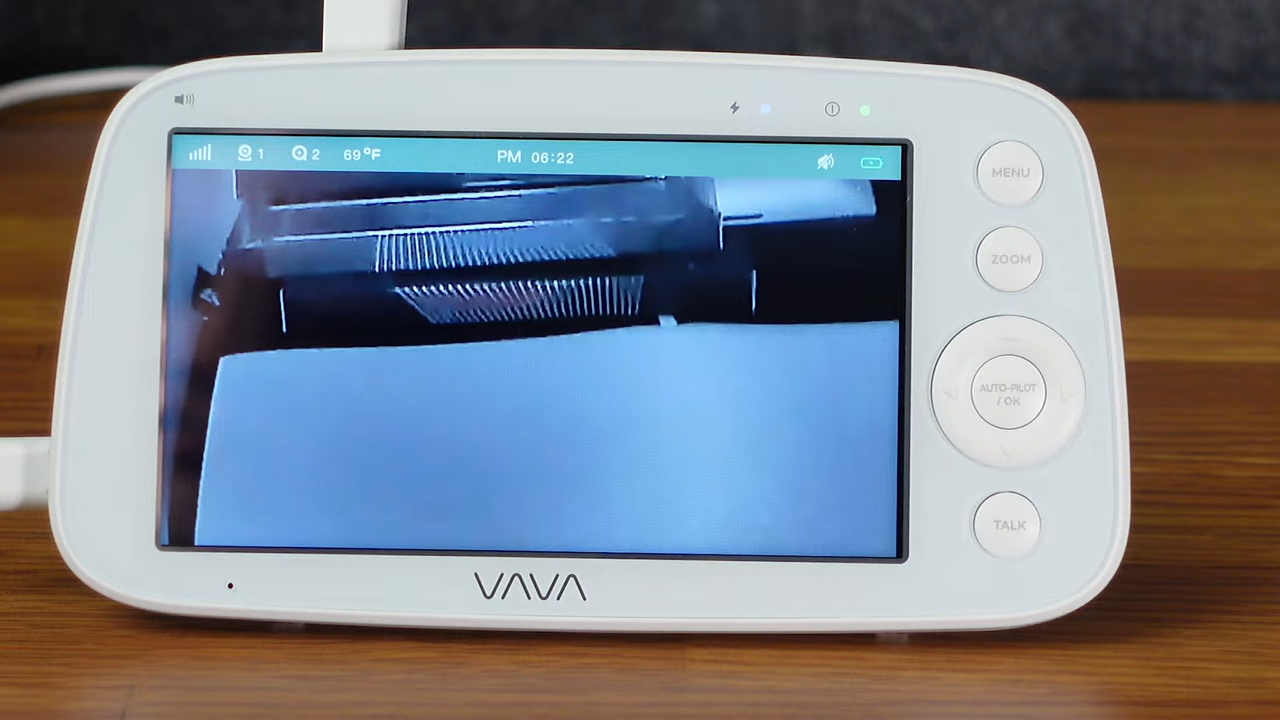 1 2 69°F PM 06:22
MENU
ZOOM
AUTO-PILOT
/ OK
TALK
VAVA